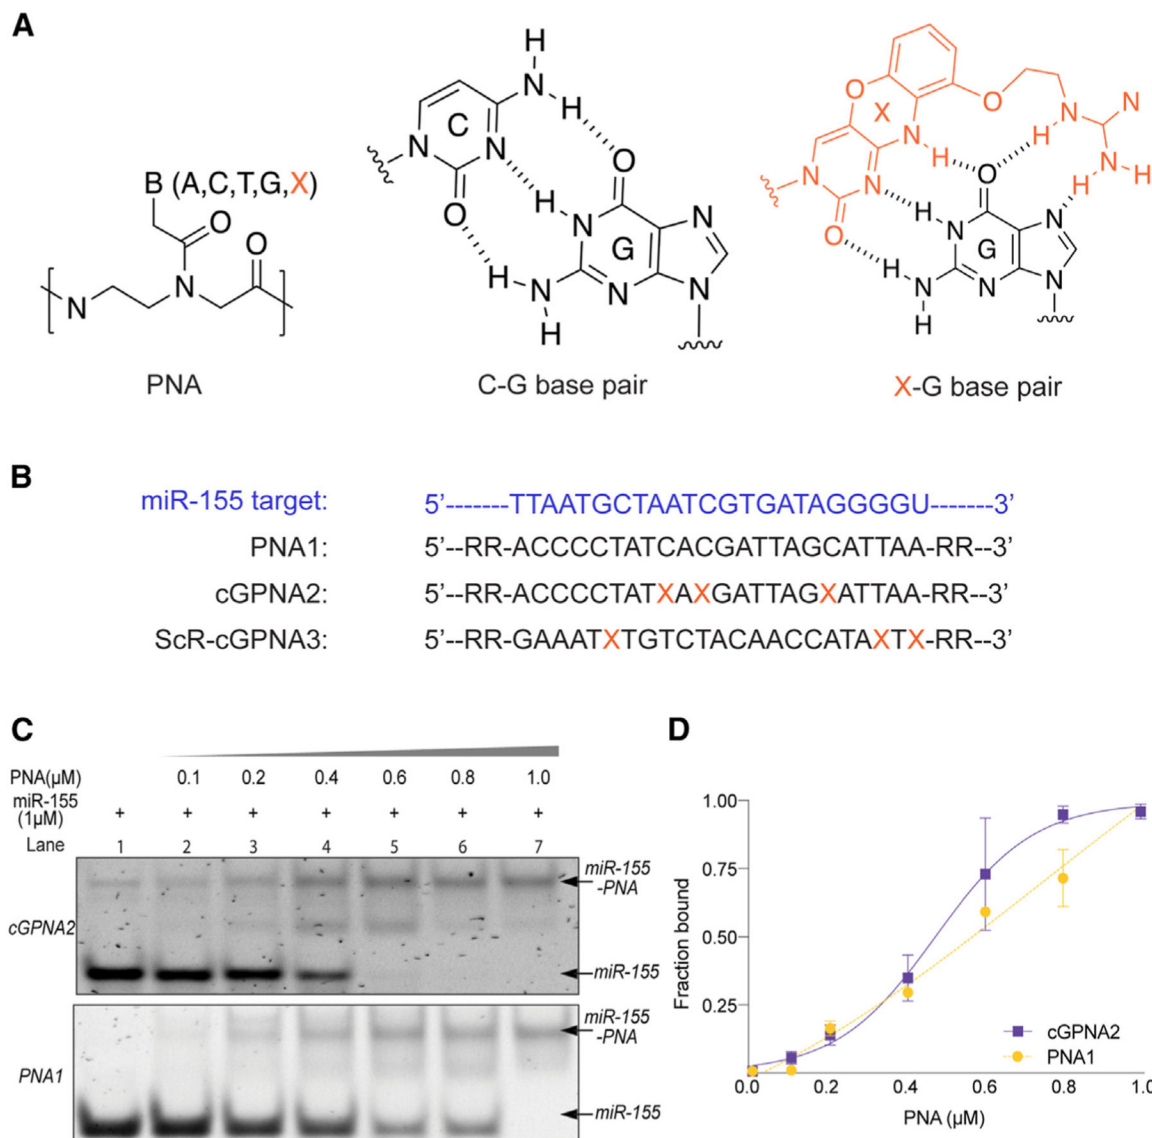 A
B (A,C,T,G,X)
O
O
N
N
PNA
H
N
H
C
N
N
O
O
H
N
N
G
H
N
N
N
H
C-G base pair
O
X
O
N
H
N
H
N
N
H
H
N
N
O
O
H
N
N
G
H
N
N
N
H
X-G base pair
B
miR-155 target: 5'-------TTAATGCTAATCGTGATAGGGGU-------3'
PNA1: 5'--RR-ACCCCTATCACGATTAGCATTAA-RR--3'
cGPNA2: 5'--RR-ACCCCTATXAXGATTAGXATTAA-RR--3'
ScR-cGPNA3: 5'--RR-GAAATXTGTCTACAACCATAXTX-RR--3'
C
PNA(μM) 0.1 0.2 0.4 0.6 0.8 1.0
miR-155
(1μM) + + + + + + +
Lane 1 2 3 4 5 6 7
cGPNA2
miR-155
-PNA
miR-155
PNA1
miR-155
-PNA
miR-155
D
Fraction bound
1.00
0.75
0.50
0.25
0.0 0.2 0.4 0.6 0.8 1.0
PNA (μM)
cGPNA2
PNA1